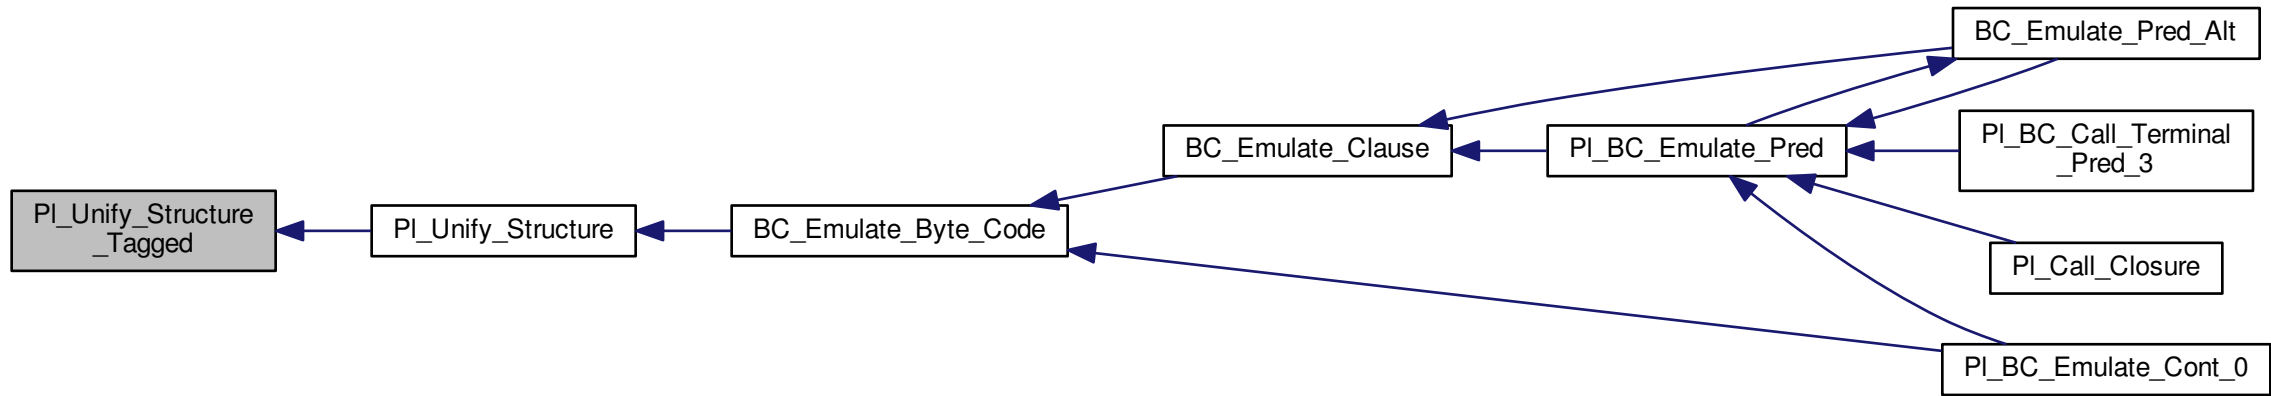 Pl_Unify_Structure
_Tagged
Pl_Unify_Structure
BC_Emulate_Byte_Code
BC_Emulate_Clause
Pl_BC_Emulate_Pred
BC_Emulate_Pred_Alt
Pl_BC_Call_Terminal
_Pred_3
Pl_Call_Closure
Pl_BC_Emulate_Cont_0